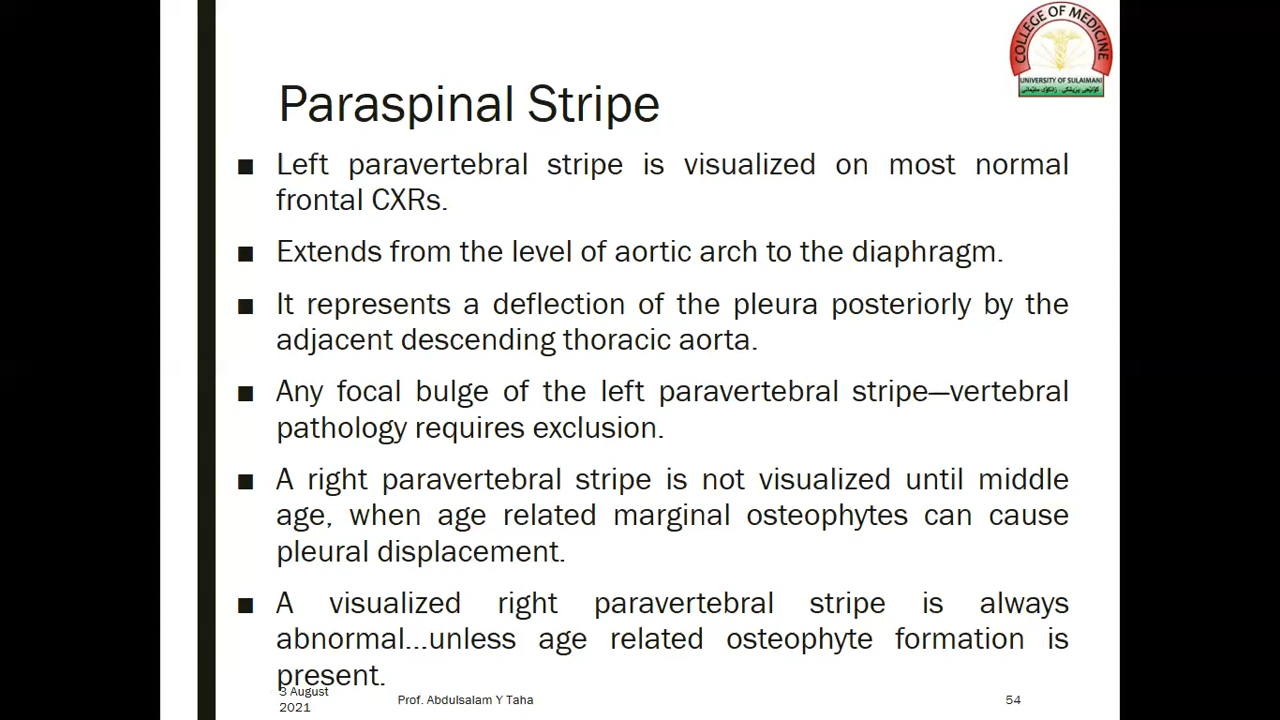 COLLEGE OF MEDICINE
UNIVERSITY OF SULAIMANI
Paraspinal Stripe
■ Left paravertebral stripe is visualized on most normal
frontal CXRs.
■ Extends from the level of aortic arch to the diaphragm.
■ It represents a deflection of the pleura posteriorly by the
adjacent descending thoracic aorta.
■ Any focal bulge of the left paravertebral stripe—vertebral
pathology requires exclusion.
■ A right paravertebral stripe is not visualized until middle
age, when age related marginal osteophytes can cause
pleural displacement.
■ A visualized right paravertebral stripe is always
abnormal...unless age related osteophyte formation is
present.
3 August
2021
Prof. Abdulsalam Y Taha
54